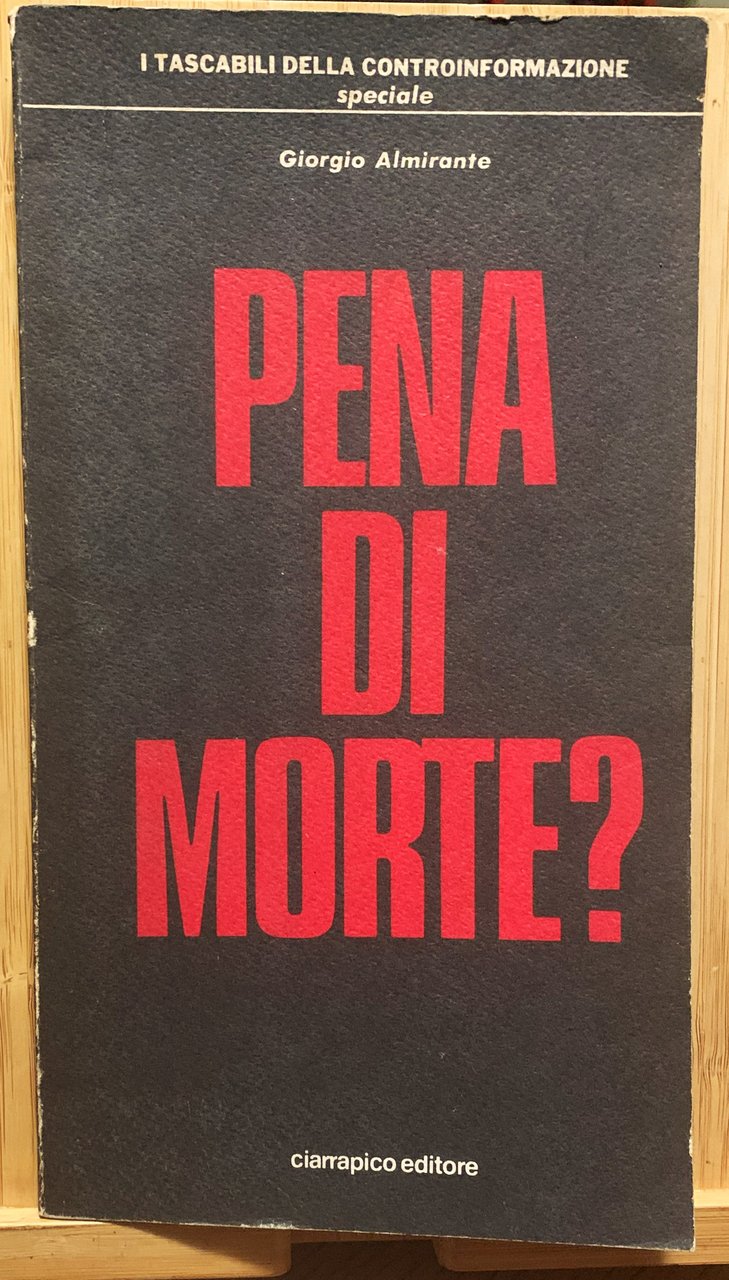 I TASCABILI DELLA CONTROINFORMAZIONE
speciale
Giorgio Almirante
PENA
DI
MORTE?
ciarrapico editore